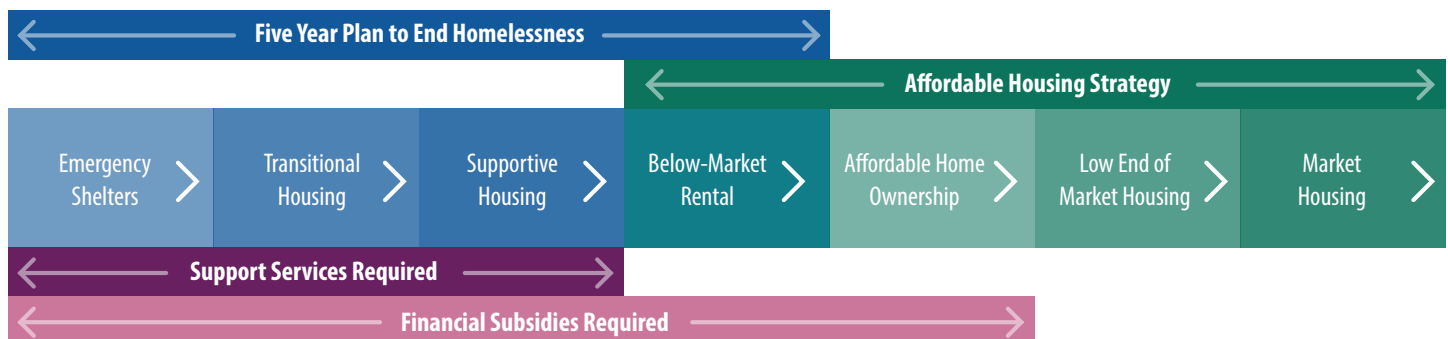 Five Year Plan to End Homelessness
Affordable Housing Strategy
Emergency
Shelters
Transitional
Housing
Supportive
Housing
Below-Market
Rental
Affordable Home
Ownership
Low End of
Market Housing
Market
Housing
Support Services Required
Financial Subsidies Required